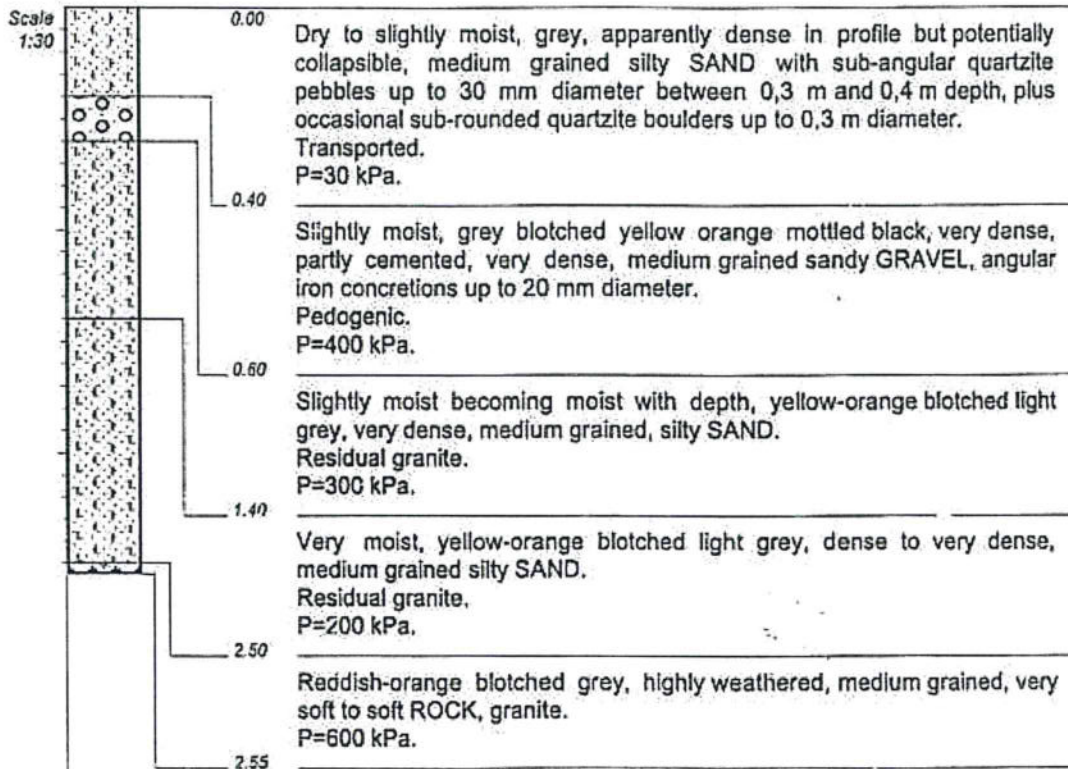 Scale
1:30
0.00
Dry to slightly moist, grey, apparently dense in profile but potentially
collapsible, medium grained silty SAND with sub-angular quartzite
pebbles up to 30 mm diameter between 0,3 m and 0,4 m depth, plus
occasional sub-rounded quartzite boulders up to 0,3 m diameter.
Transported.
P=30 kPa.
0.40
Slightly moist, grey blotched yellow orange mottled black, very dense,
partly cemented, very dense, medium grained sandy GRAVEL, angular
iron concretions up to 20 mm diameter.
Pedogenic.
P=400 kPa.
0.60
Slightly moist becoming moist with depth, yellow-orange blotched light
grey, very dense, medium grained, silty SAND.
Residual granite.
P=300 kPa.
1.40
Very moist, yellow-orange blotched light grey, dense to very dense,
medium grained silty SAND.
Residual granite.
P=200 kPa.
2.50
Reddish-orange blotched grey, highly weathered, medium grained, very
soft to soft ROCK, granite.
P=600 kPa.
2.55